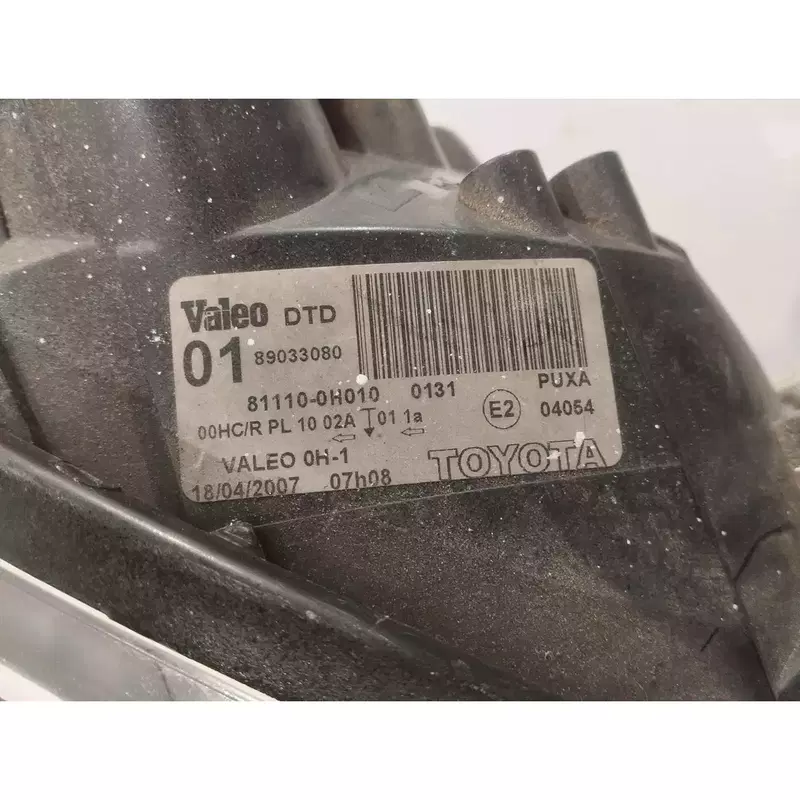 Valeo DTD
01 89033080
81110-0H010 0131 PUXA
00HC/R PL 10 02A 01 1a E2 04054
VALEO 0H-1 TOYOTA
18/04/2007 07h08